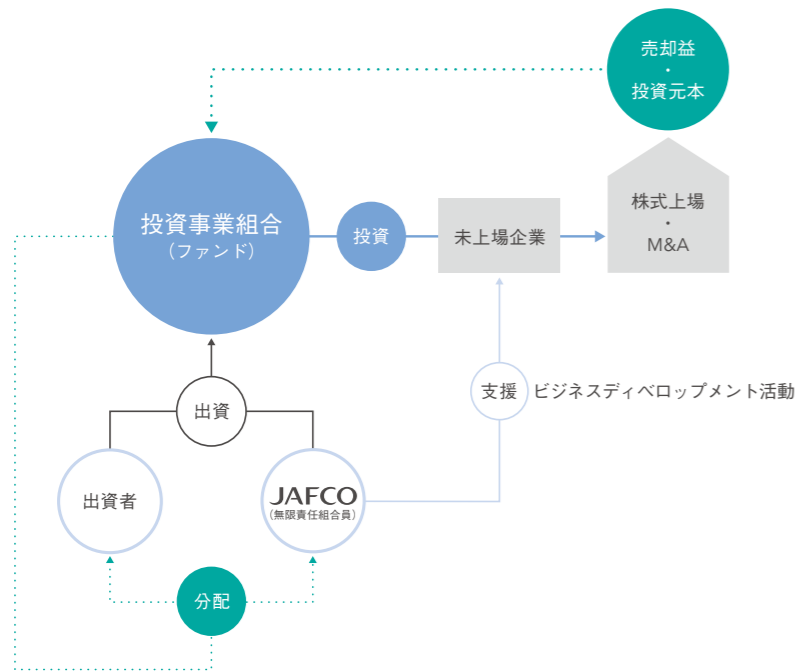 売却益
・
投資元本
投資事業組合
（ファンド）
投資
未上場企業
株式上場
・
M&A
支援
ビジネスディベロップメント活動
出資
出資者
JAFCO
（無限責任組合員）
分配